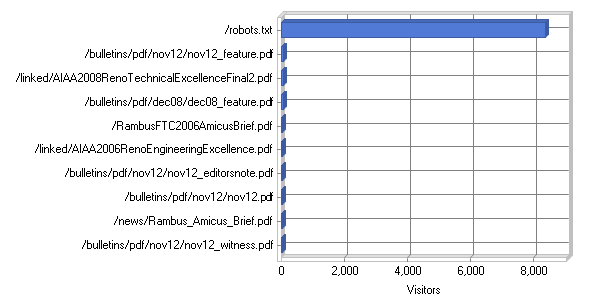 /robots.txt
/bulletins/pdf/nov12/nov12_feature.pdf
/linked/AIAA2008RenoTechnicalExcellenceFinal2.pdf
/bulletins/pdf/dec08/dec08_feature.pdf
/RambusFTC2006AmicusBrief.pdf
/linked/AIAA2006RenoEngineeringExcellence.pdf
/bulletins/pdf/nov12/nov12_editorsnote.pdf
/bulletins/pdf/nov12/nov12.pdf
/news/Rambus_Amicus_Brief.pdf
/bulletins/pdf/nov12/nov12_witness.pdf
0 2,000 4,000 6,000 8,000
Visitors